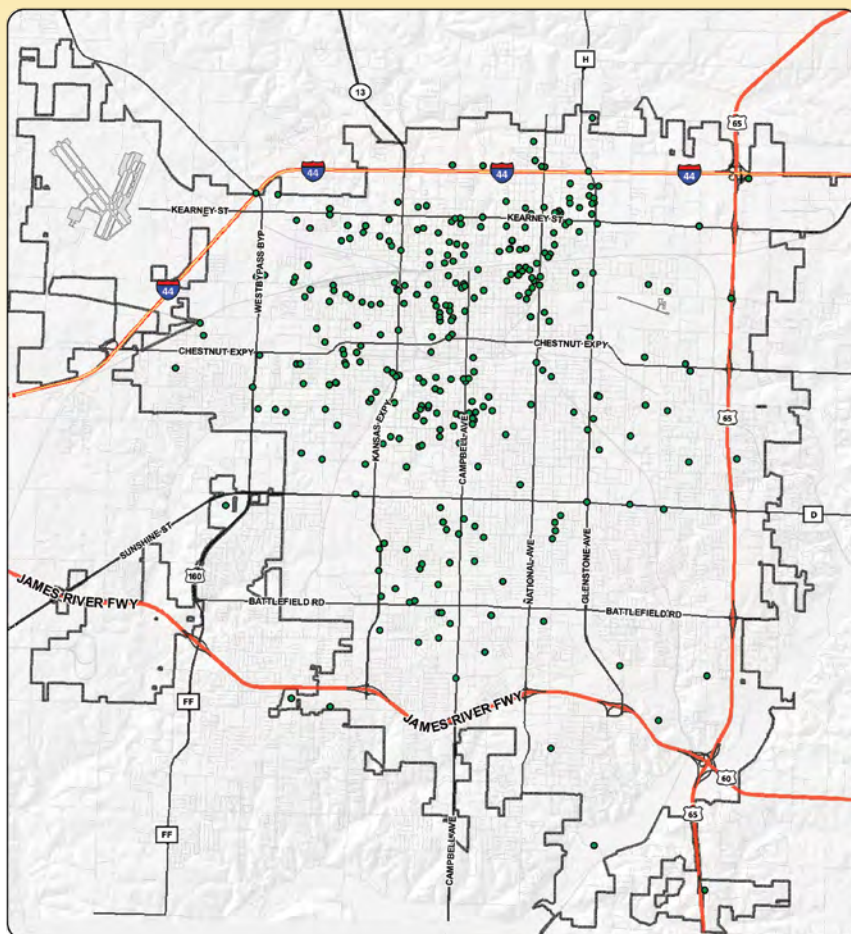 H
13
65
44
44
44
KEARNEY ST
KEARNEY ST
WESTBYPASS BYP
44
CHESTNUT EXPY
CHESTNUT EXPY
KANSAS EXPY
CAMPBELL AVE
65
SUNSHINE ST
D
NATIONAL AVE
GLENSTONE AVE
160
JAMES RIVER FWY
BATTLEFIELD RD
BATTLEFIELD RD
FF
JAMES RIVER FWY
60
65
FF
CAMPBELL AVE